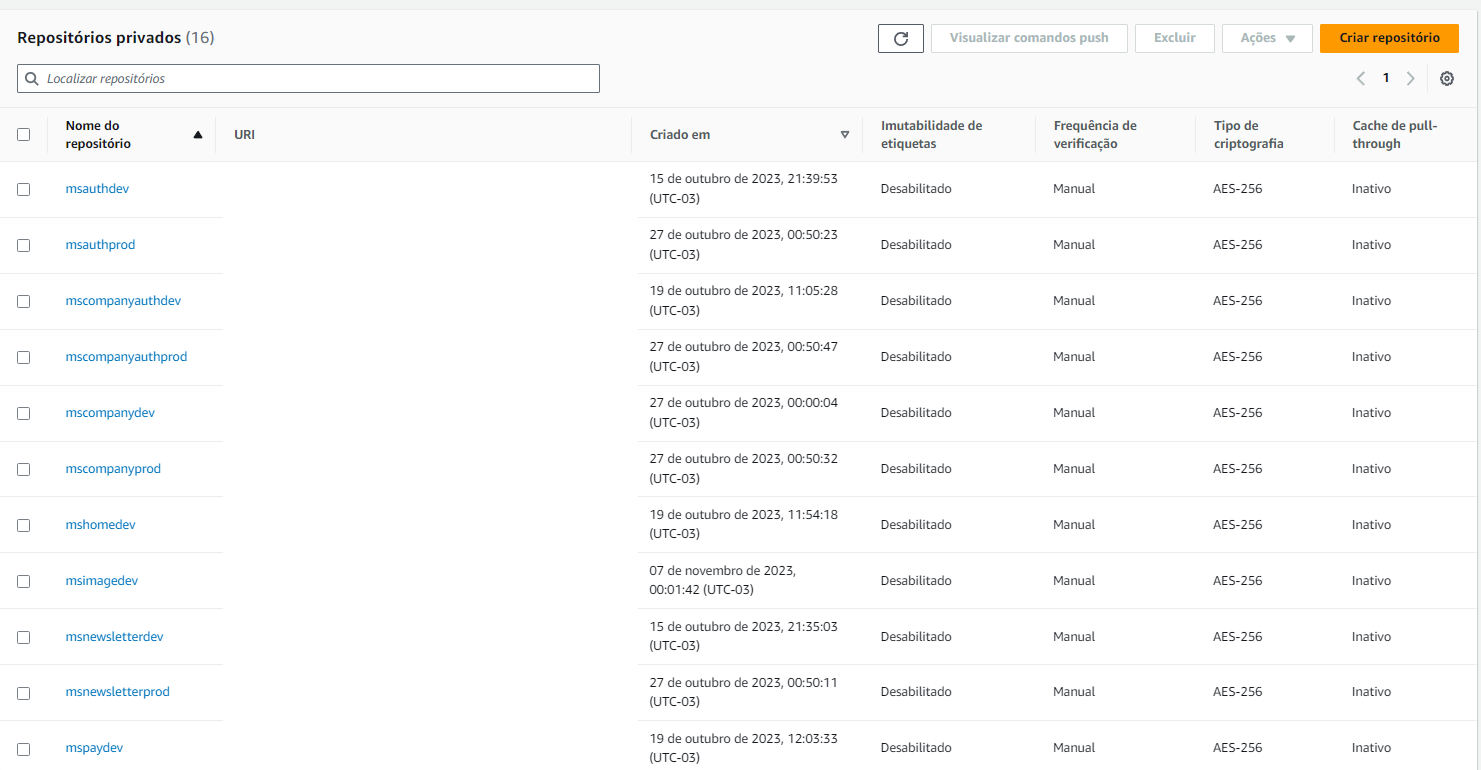 Repositórios privados (16)
Visualizar comandos push
Excluir
Ações
Criar repositório
Localizar repositórios
1
Nome do
repositório
URI
Criado em
Imutabilidade de
etiquetas
Frequência de
verificação
Tipo de
criptografia
Cache de pull-
through
msauthdev
15 de outubro de 2023, 21:39:53
(UTC-03)
Desabilitado
Manual
AES-256
Inativo
msauthprod
27 de outubro de 2023, 00:50:23
(UTC-03)
Desabilitado
Manual
AES-256
Inativo
mscompanyauthdev
19 de outubro de 2023, 11:05:28
(UTC-03)
Desabilitado
Manual
AES-256
Inativo
mscompanyauthprod
27 de outubro de 2023, 00:50:47
(UTC-03)
Desabilitado
Manual
AES-256
Inativo
mscompanydev
27 de outubro de 2023, 00:00:04
(UTC-03)
Desabilitado
Manual
AES-256
Inativo
mscompanyprod
27 de outubro de 2023, 00:50:32
(UTC-03)
Desabilitado
Manual
AES-256
Inativo
mshomedev
19 de outubro de 2023, 11:54:18
(UTC-03)
Desabilitado
Manual
AES-256
Inativo
msimagedev
07 de novembro de 2023,
00:01:42 (UTC-03)
Desabilitado
Manual
AES-256
Inativo
msnewsletterdev
15 de outubro de 2023, 21:35:03
(UTC-03)
Desabilitado
Manual
AES-256
Inativo
msnewsletterprod
27 de outubro de 2023, 00:50:11
(UTC-03)
Desabilitado
Manual
AES-256
Inativo
mspaydev
19 de outubro de 2023, 12:03:33
(UTC-03)
Desabilitado
Manual
AES-256
Inativo